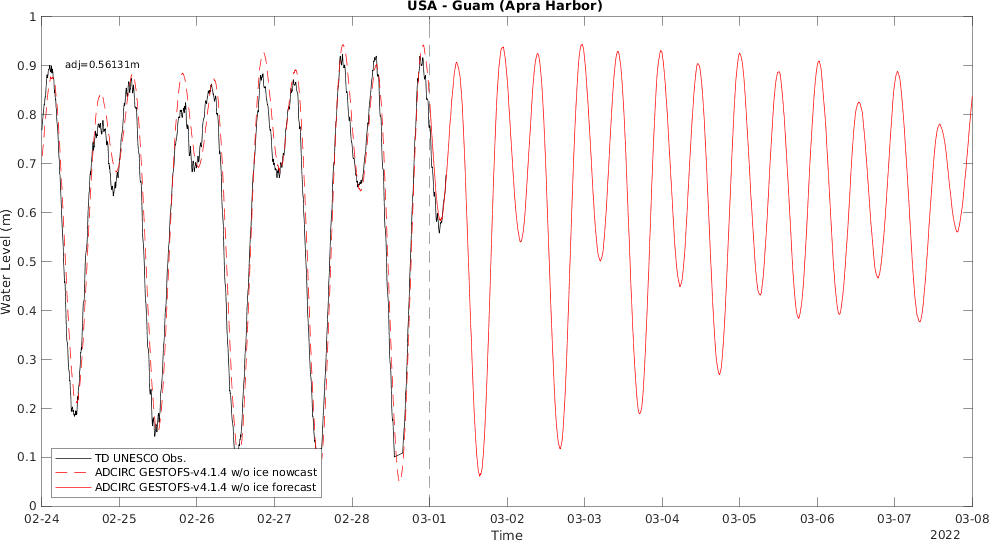 USA - Guam (Apra Harbor)
adj=0.56131m
Water Level (m)
1
0.9
0.8
0.7
0.6
0.5
0.4
0.3
0.2
0.1
0
TD UNESCO Obs.
ADCIRC GESTOFS-v4.1.4 w/o ice nowcast
ADCIRC GESTOFS-v4.1.4 w/o ice forecast
02-24 02-25 02-26 02-27 02-28 03-01 03-02 03-03 03-04 03-05 03-06 03-07 03-08
Time
2022